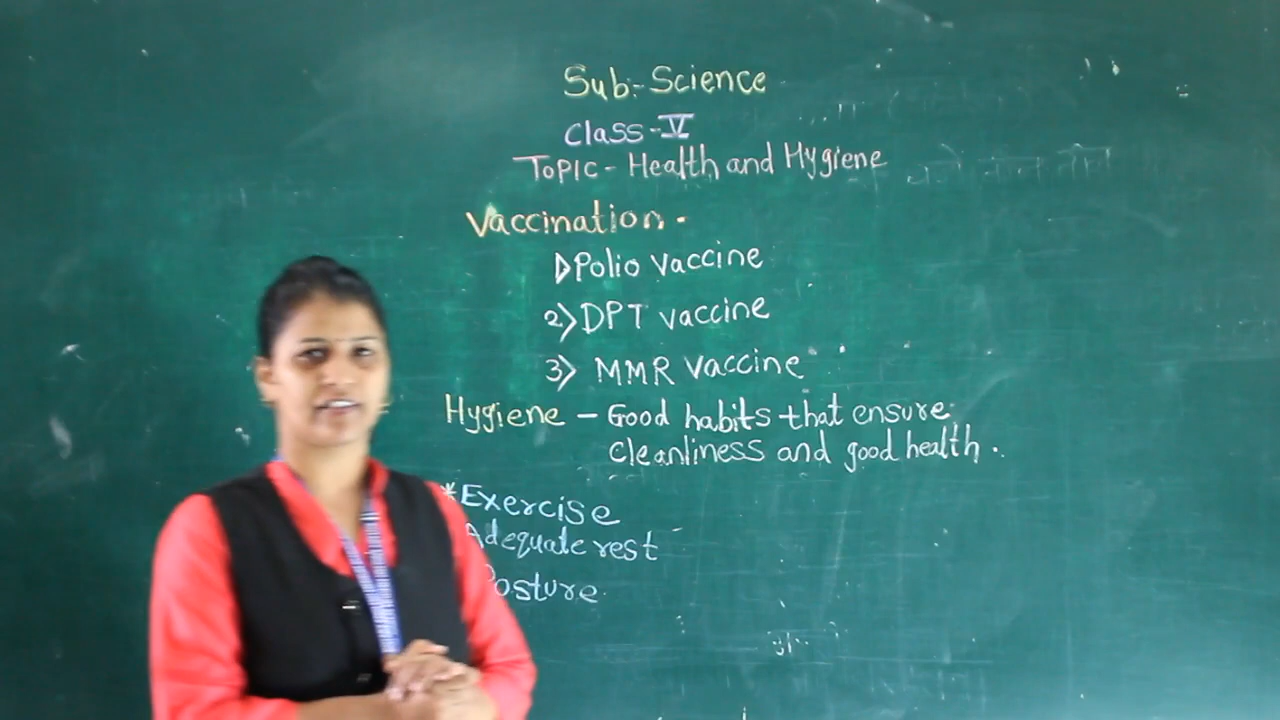 Sub:- Science
Class - V
Topic - Health and Hygiene
Vaccination.
1) Polio vaccine
2) DPT vaccine
3) MMR vaccine
Hygiene - Good habits that ensure
cleanliness and good health.
*Exercise
Adequate rest
Posture